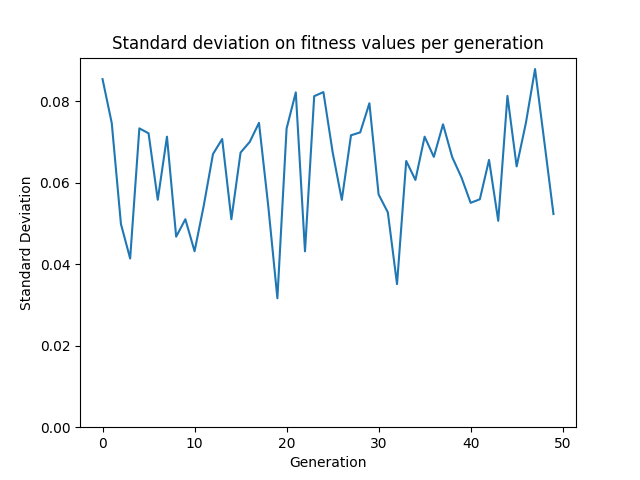 Standard deviation on fitness values per generation
Standard Deviation
0.08
0.06
0.04
0.02
0.00
0 10 20 30 40 50
Generation